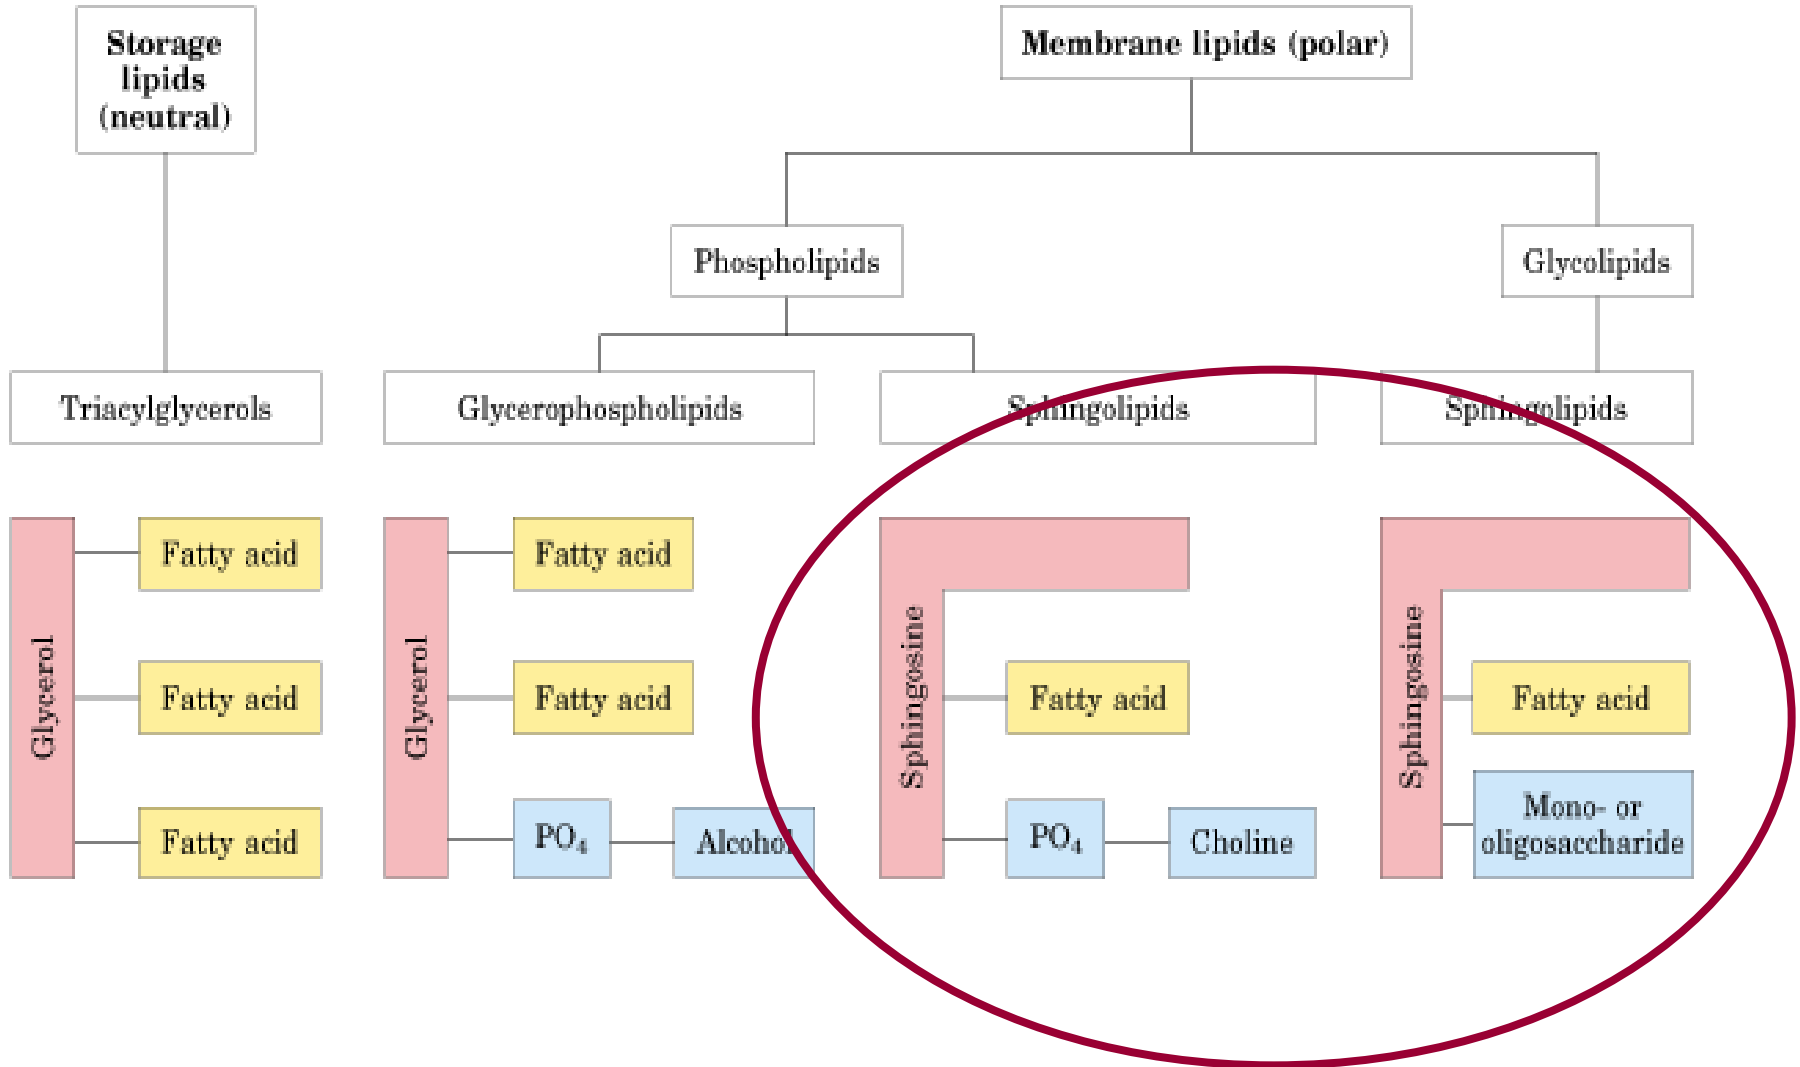 Storage
lipids
(neutral)
Membrane lipids (polar)
Phospholipids
Glycolipids
Triacylglycerols
Glycerophospholipids
Sphingolipids
Sphingolipids
Glycerol
Fatty acid
Fatty acid
Fatty acid
Glycerol
Fatty acid
Fatty acid
PO₄
Alcohol
Sphingosine
Fatty acid
PO₄
Choline
Sphingosine
Fatty acid
Mono- or
oligosaccharide